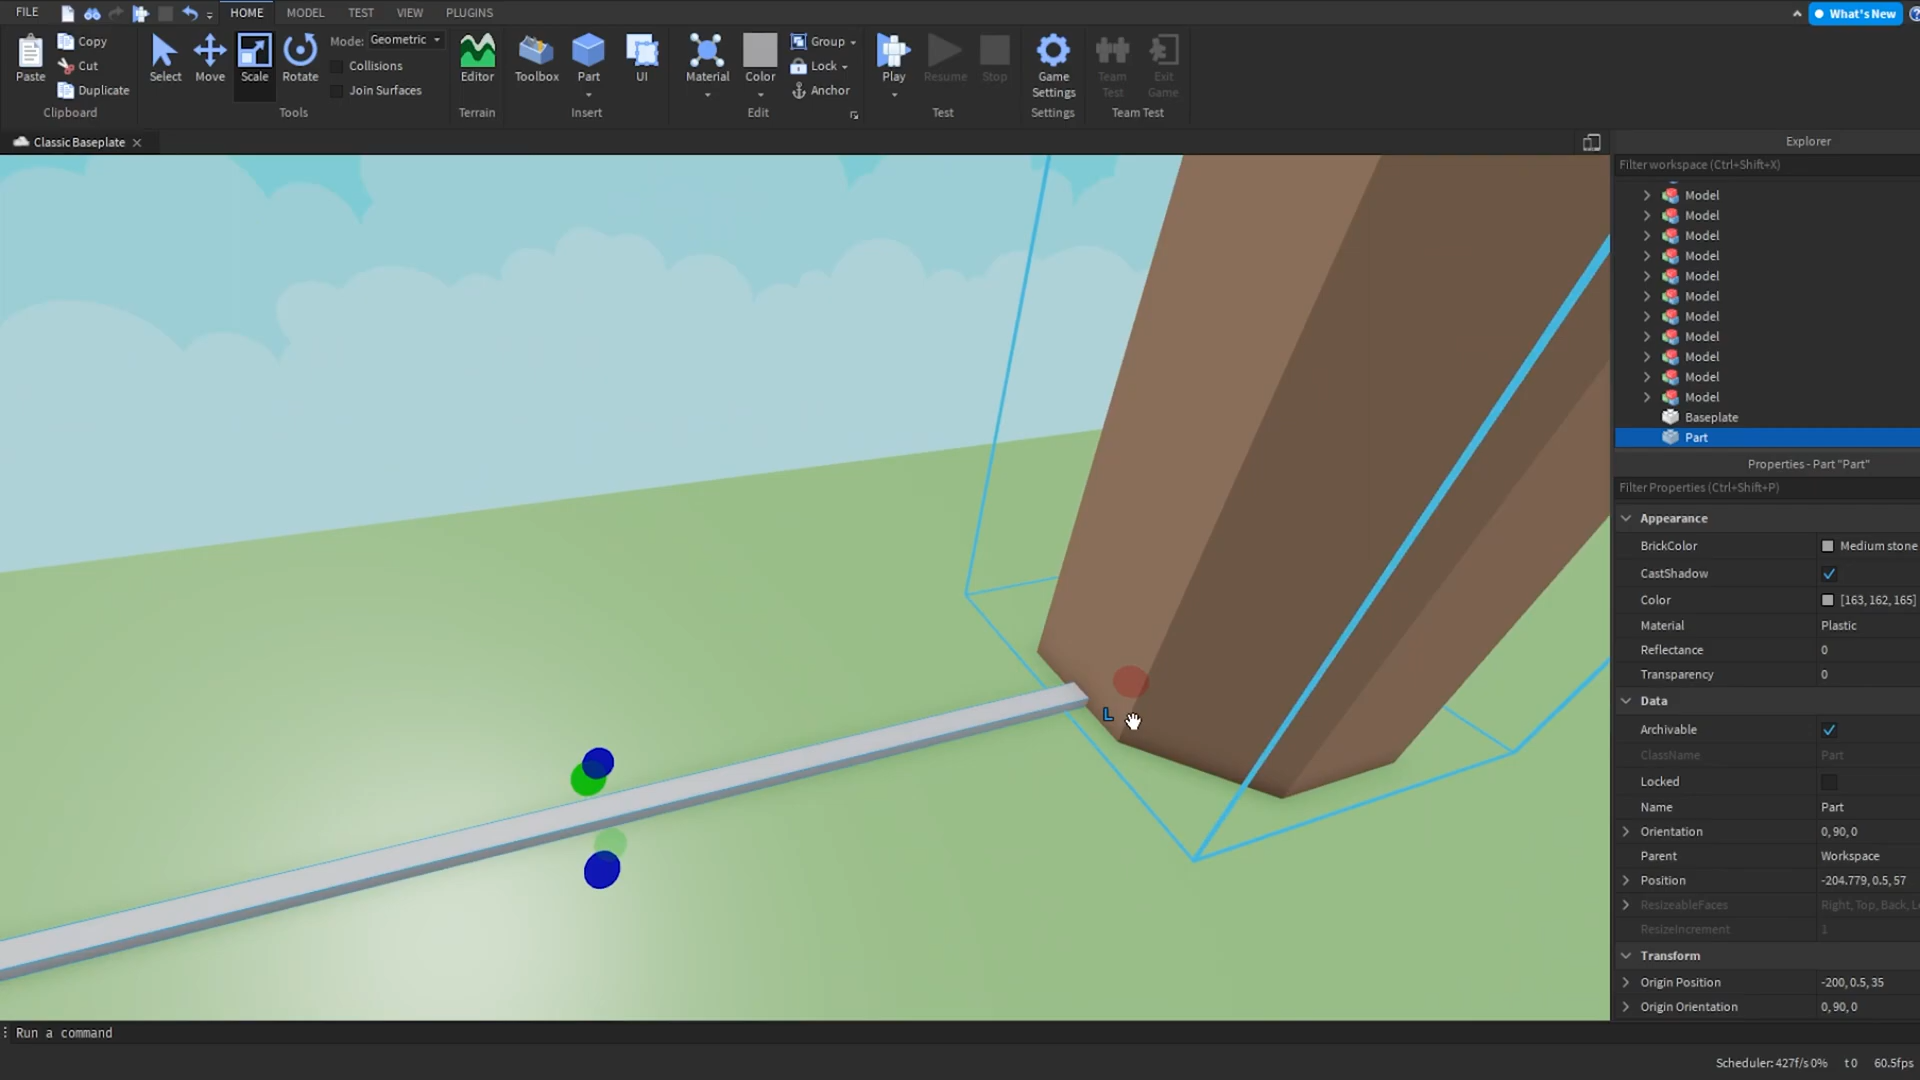 FILE HOME MODEL TEST VIEW PLUGINS What's New
Paste Copy Cut Duplicate Clipboard
Select Move Scale Rotate Mode: Geometric Collisions Join Surfaces Tools
Editor Terrain
Toolbox Part UI Insert
Material Color Group Lock Anchor Edit
Play Resume Stop Test
Game Settings Settings
Team Test Exit Game Team Test
Classic Baseplate
Explorer
Filter workspace (Ctrl+Shift+X)
Model
Model
Model
Model
Model
Model
Model
Model
Model
Model
Model
Baseplate
Part
Properties - Part "Part"
Filter Properties (Ctrl+Shift+P)
Appearance
BrickColor Medium stone
CastShadow
Color [163, 162, 165]
Material Plastic
Reflectance 0
Transparency 0
Data
Archivable
ClassName Part
Locked
Name Part
Orientation 0, 90, 0
Parent Workspace
Position -204.779, 0.5, 57
ResizeableFaces Right, Top, Back, L
ResizeIncrement 1
Transform
Origin Position -200, 0.5, 35
Origin Orientation 0, 90, 0
L
Run a command
Scheduler: 427f/s 0% t 0 60.5fps